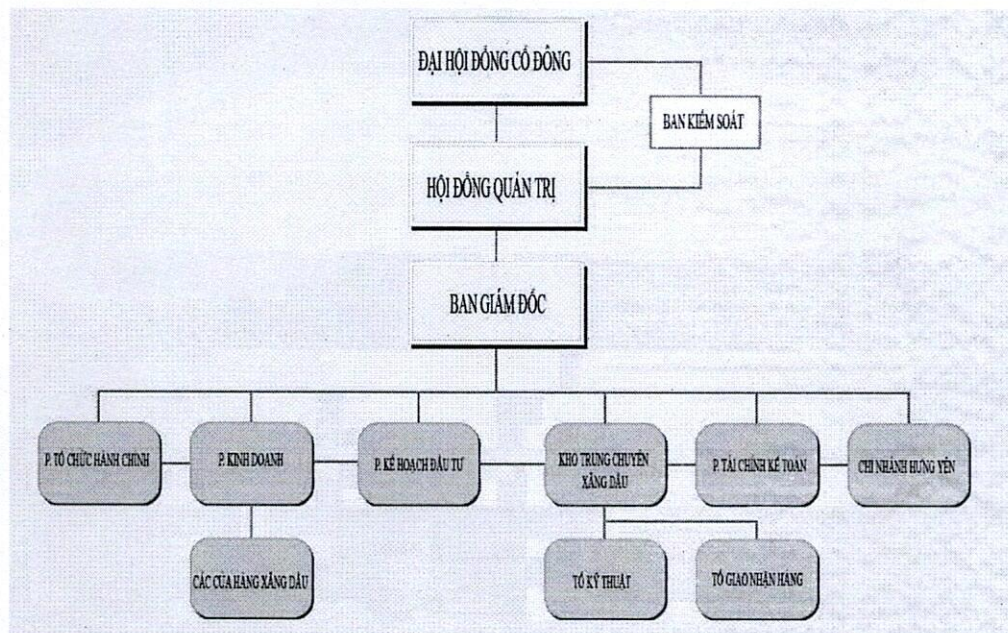 ĐẠI HỘI ĐỒNG CỔ ĐÔNG
BAN KIỂM SOÁT
HỘI ĐỒNG QUẢN TRỊ
BAN GIÁM ĐỐC
P. TỔ CHỨC HÀNH CHÍNH
P. KINH DOANH
P. KẾ HOẠCH ĐẦU TƯ
KHO TRUNG CHUYỂN
XĂNG DẦU
P. TÀI CHÍNH KẾ TOÁN
CHI NHÁNH HƯNG YÊN
CÁC CỬA HÀNG XĂNG DẦU
TỔ KỸ THUẬT
TỔ GIAO NHẬN HÀNG